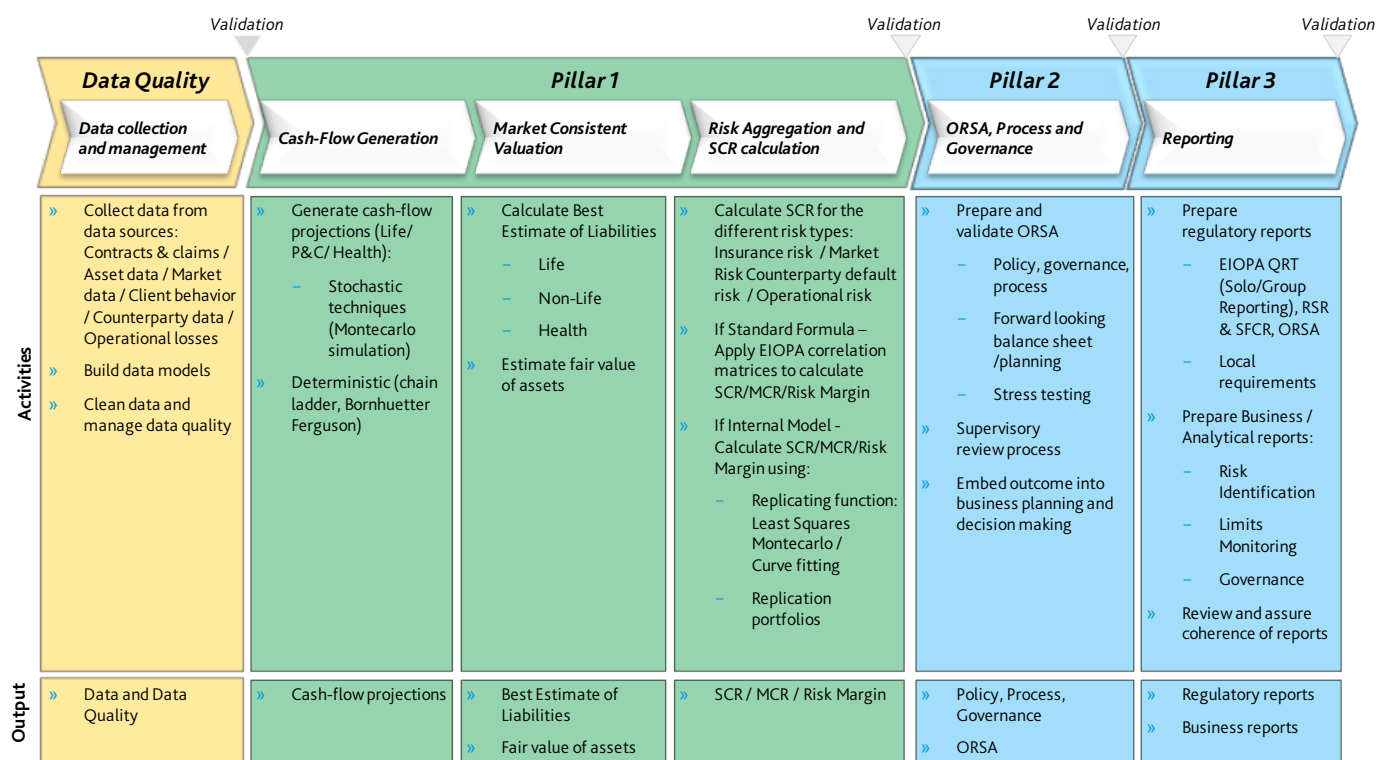 Validation
Validation
Validation
Validation
Data Quality
Pillar 1
Pillar 2
Pillar 3
Data collection
and management
Cash-Flow Generation
Market Consistent
Valuation
Risk Aggregation and
SCR calculation
ORSA, Process and
Governance
Reporting
Activities
» Collect data from
data sources:
Contracts & claims /
Asset data / Market
data / Client behavior
/ Counterparty data /
Operational losses
» Build data models
» Clean data and
manage data quality
» Generate cash-flow
projections (Life/
P&C/ Health):
– Stochastic
techniques
(Montecarlo
simulation)
» Deterministic (chain
ladder, Bornhuetter
Ferguson)
» Calculate Best
Estimate of Liabilities
– Life
– Non-Life
– Health
» Estimate fair value
of assets
» Calculate SCR for the
different risk types:
Insurance risk / Market
Risk Counterparty default
risk / Operational risk
» If Standard Formula –
Apply EIOPA correlation
matrices to calculate
SCR/MCR/Risk Margin
» If Internal Model -
Calculate SCR/MCR/Risk
Margin using:
– Replicating function:
Least Squares
Montecarlo /
Curve fitting
– Replication
portfolios
» Prepare and
validate ORSA
– Policy, governance,
process
– Forward looking
balance sheet
/planning
– Stress testing
» Supervisory
review process
» Embed outcome into
business planning and
decision making
» Prepare
regulatory reports
– EIOPA QRT
(Solo/Group
Reporting), RSR
& SFCR, ORSA
– Local
requirements
» Prepare Business /
Analytical reports:
– Risk
Identification
– Limits
Monitoring
– Governance
» Review and assure
coherence of reports
Output
» Data and Data
Quality
» Cash-flow projections
» Best Estimate of
Liabilities
» Fair value of assets
» SCR / MCR / Risk Margin
» Policy, Process,
Governance
» ORSA
» Regulatory reports
» Business reports